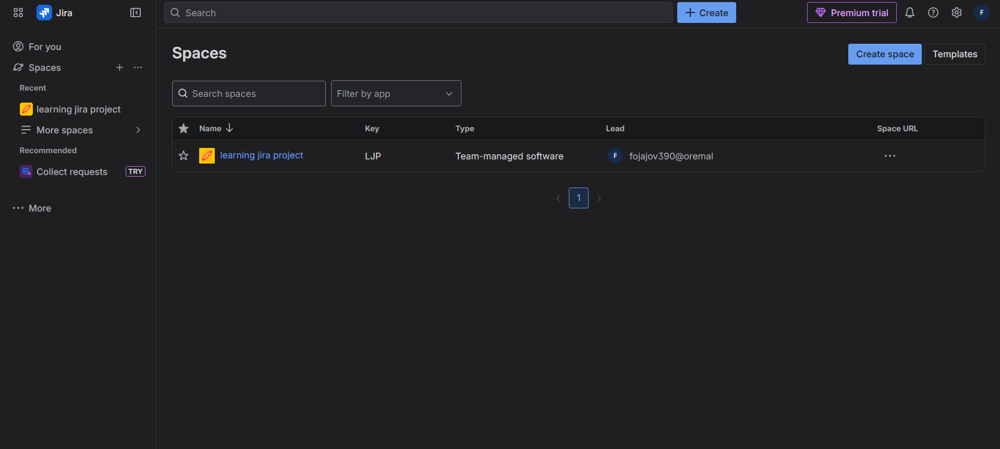 Jira
Search
Create
Premium trial
F
For you
Spaces
Recent
learning jira project
More spaces
Recommended
Collect requests TRY
More
Spaces
Create space
Templates
Search spaces
Filter by app
Name Key Type Lead Space URL
learning jira project LJP Team-managed software F fojajov390@oremal
1